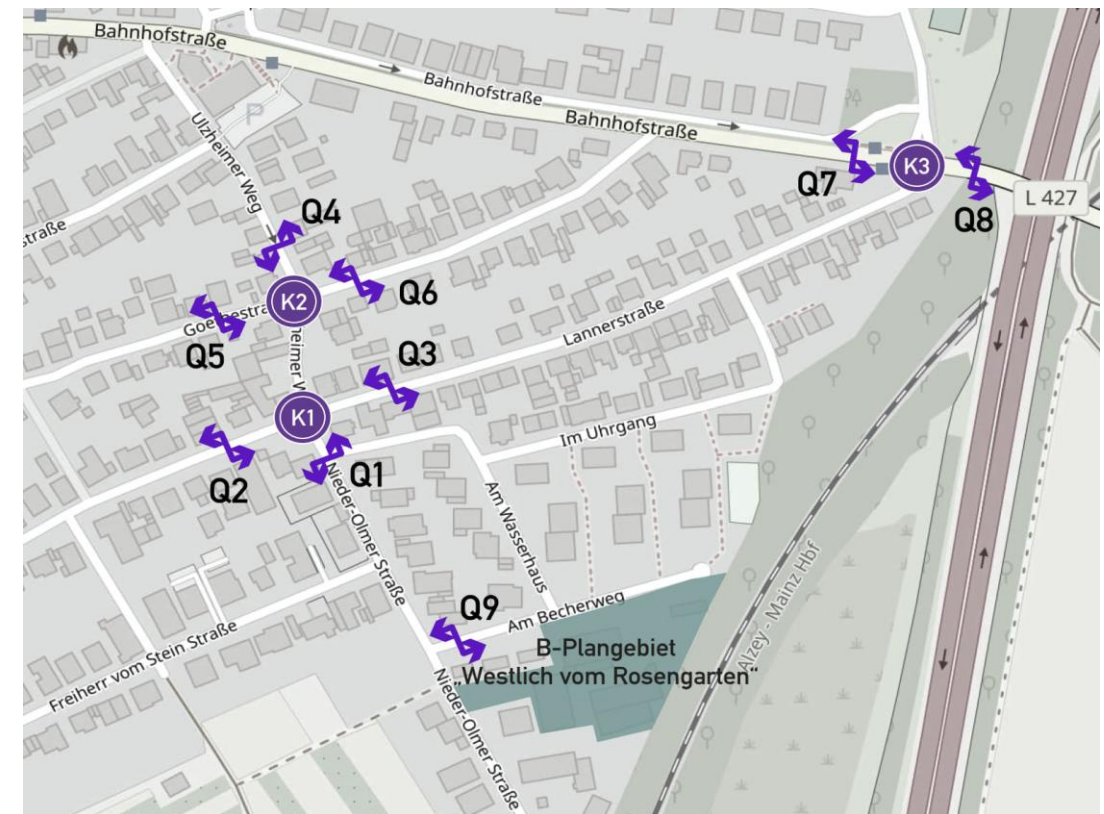 Bahnhofstraße
Bahnhofstraße
Bahnhofstraße
P
Ulzheimer Weg
K3
Q7
Q8
L 427
Q4
straße
K2
Q6
Goethestra
Q5
heimer W
Q3
Lannerstraße
K1
Im Uhrgang
Q2
Q1
Nieder-Olmer Straße
Am Wasserhaus
Alzey - Mainz Hbf
Q9
Am Becherweg
Freiherr vom Stein Straße
B-Plangebiet
„Westlich vom Rosengarten“
Nieder-Olmer Straße